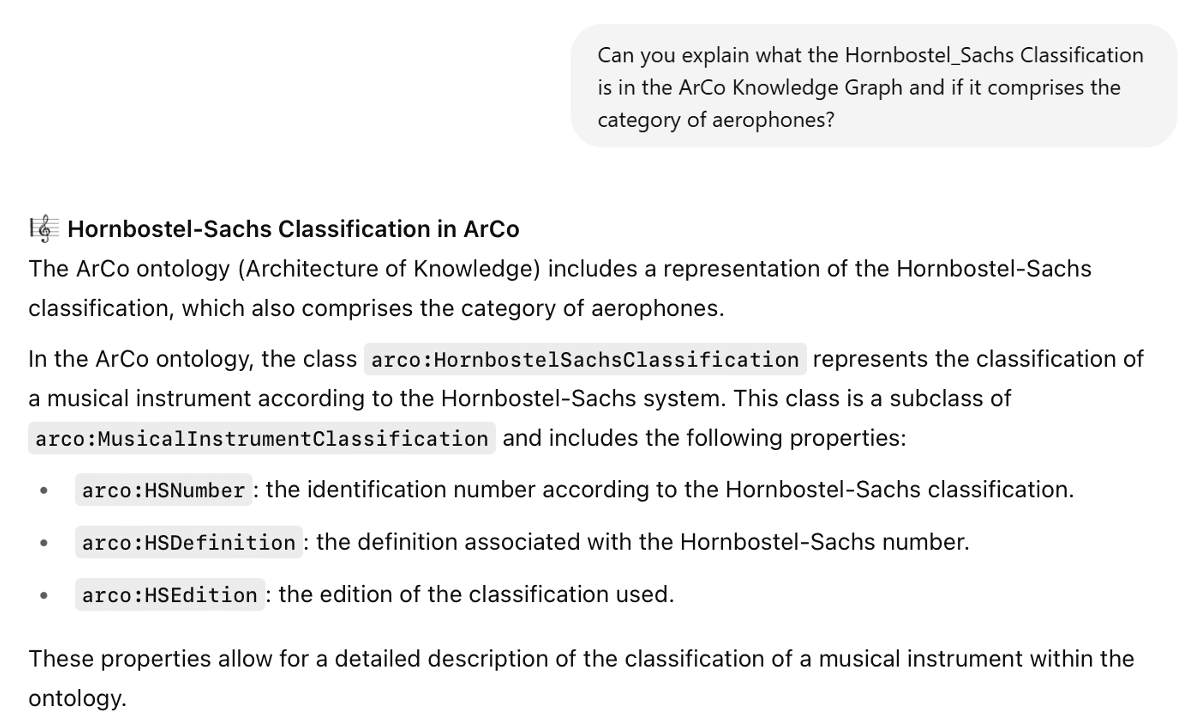 Can you explain what the Hornbostel_Sachs Classification
is in the ArCo Knowledge Graph and if it comprises the
category of aerophones?
Hornbostel-Sachs Classification in ArCo
The ArCo ontology (Architecture of Knowledge) includes a representation of the Hornbostel-Sachs
classification, which also comprises the category of aerophones.
In the ArCo ontology, the class arco:HornbostelSachsClassification represents the classification of
a musical instrument according to the Hornbostel-Sachs system. This class is a subclass of
arco:MusicalInstrumentClassification and includes the following properties:
• arco:HSNumber : the identification number according to the Hornbostel-Sachs classification.
• arco:HSDefinition : the definition associated with the Hornbostel-Sachs number.
• arco:HSEdition : the edition of the classification used.
These properties allow for a detailed description of the classification of a musical instrument within the
ontology.